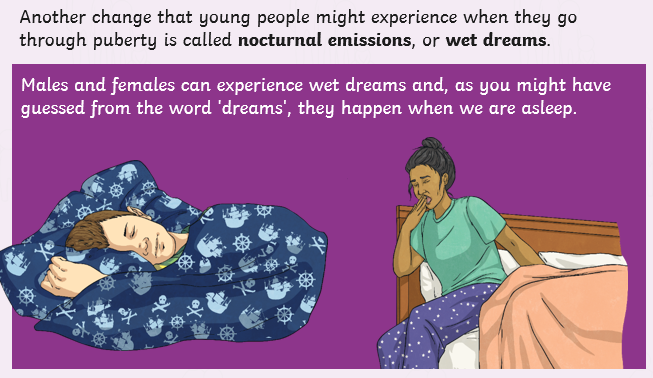 Another change that young people might experience when they go
through puberty is called nocturnal emissions, or wet dreams.
Males and females can experience wet dreams and, as you might have
guessed from the word 'dreams', they happen when we are asleep.